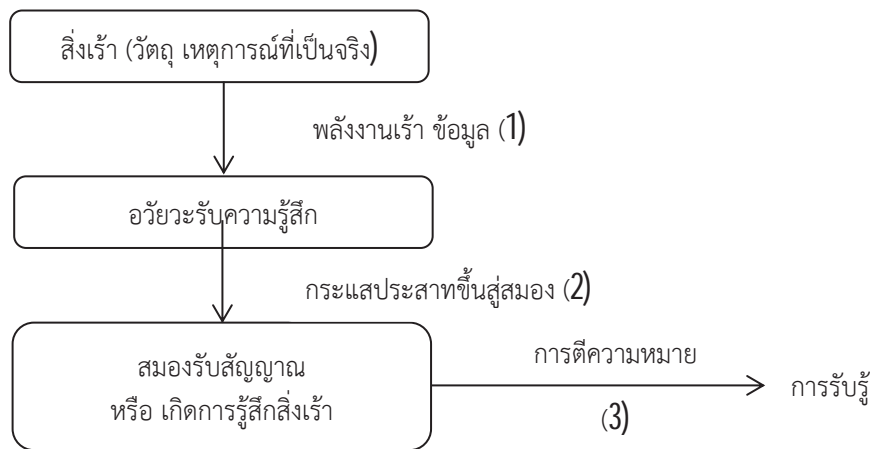 สิ่งเร้า (วัตถุ เหตุการณ์ที่เป็นจริง)
พลังงานเร้า ข้อมูล (1)
อวัยวะรับความรู้สึก
กระแสประสาทขึ้นสู่สมอง (2)
สมองรับสัญญาณ
หรือ เกิดการรู้สึกสิ่งเร้า
การตีความหมาย
(3)
การรับรู้